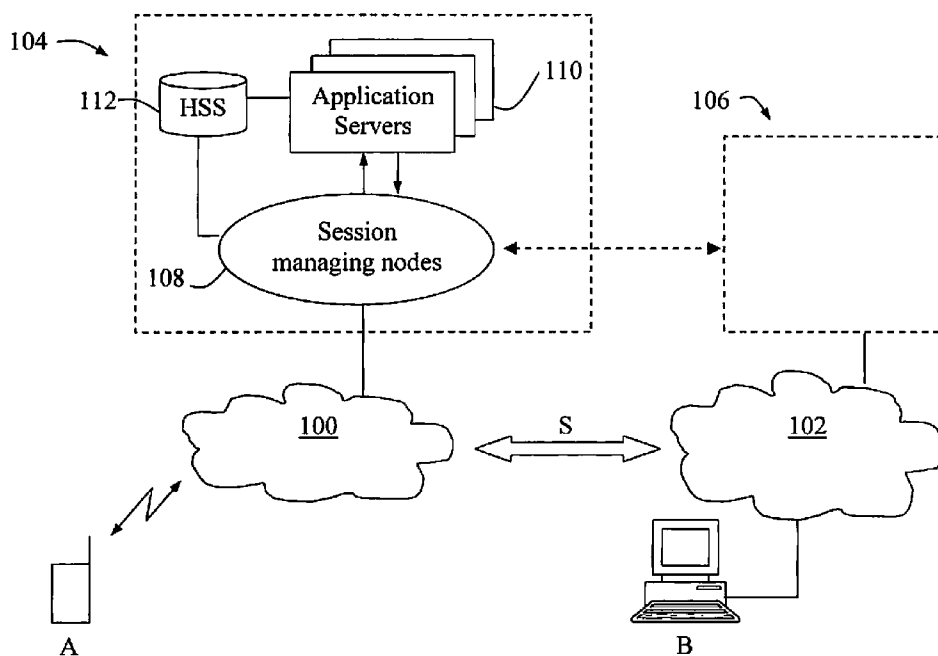 104
112
HSS
Application
Servers
110
106
Session
managing nodes
108
100
S
102
A
B